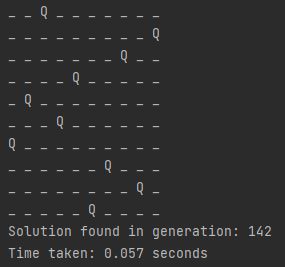 _ _ Q _ _ _ _ _ _ _
_ _ _ _ _ _ _ _ _ Q
_ _ _ _ _ _ _ Q _ _
_ _ _ _ Q _ _ _ _ _
_ Q _ _ _ _ _ _ _ _
_ _ _ Q _ _ _ _ _ _
Q _ _ _ _ _ _ _ _ _
_ _ _ _ _ _ Q _ _ _
_ _ _ _ _ _ _ _ Q _
_ _ _ _ _ Q _ _ _ _
Solution found in generation: 142
Time taken: 0.057 seconds